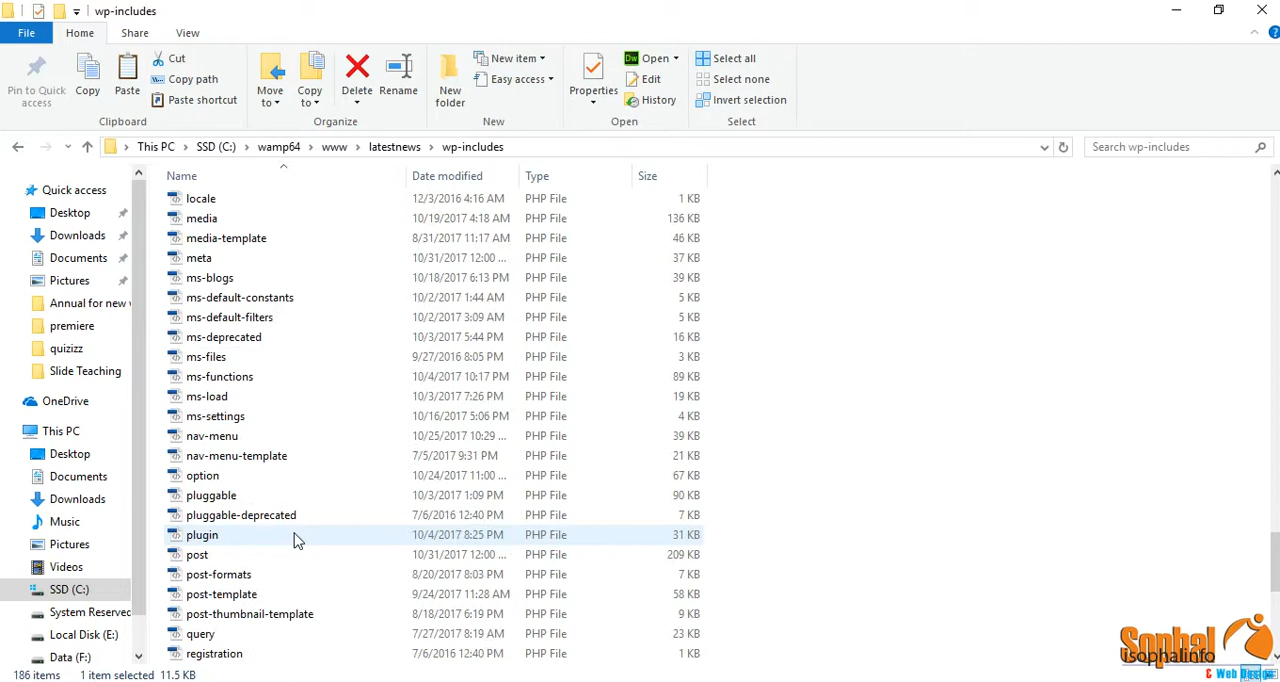 wp-includes
File Home Share View
Pin to Quick access
Copy
Paste
Cut
Copy path
Paste shortcut
Clipboard
Move to
Copy to
Delete
Rename
Organize
New folder
New item
Easy access
New
Properties
Open
Edit
History
Open
Select all
Select none
Invert selection
Select
This PC > SSD (C:) > wamp64 > www > latestnews > wp-includes
Search wp-includes
Quick access
Desktop
Downloads
Documents
Pictures
Annual for new v
premiere
quizizz
Slide Teaching
OneDrive
This PC
Desktop
Documents
Downloads
Music
Pictures
Videos
SSD (C:)
System Reserved
Local Disk (E:)
Data (F:)
Name Date modified Type Size
locale 12/3/2016 4:16 AM PHP File 1 KB
media 10/19/2017 4:18 AM PHP File 136 KB
media-template 8/31/2017 11:17 AM PHP File 46 KB
meta 10/31/2017 12:00 ... PHP File 37 KB
ms-blogs 10/18/2017 6:13 PM PHP File 39 KB
ms-default-constants 10/2/2017 1:44 AM PHP File 5 KB
ms-default-filters 10/2/2017 3:09 AM PHP File 5 KB
ms-deprecated 10/3/2017 5:44 PM PHP File 16 KB
ms-files 9/27/2016 8:05 PM PHP File 3 KB
ms-functions 10/4/2017 10:17 PM PHP File 89 KB
ms-load 10/3/2017 7:26 PM PHP File 19 KB
ms-settings 10/16/2017 5:06 PM PHP File 4 KB
nav-menu 10/25/2017 10:29 ... PHP File 39 KB
nav-menu-template 7/5/2017 9:31 PM PHP File 21 KB
option 10/24/2017 11:00 ... PHP File 67 KB
pluggable 10/3/2017 1:09 PM PHP File 90 KB
pluggable-deprecated 7/6/2016 12:40 PM PHP File 7 KB
plugin 10/4/2017 8:25 PM PHP File 31 KB
post 10/31/2017 12:00 ... PHP File 209 KB
post-formats 8/20/2017 8:03 PM PHP File 7 KB
post-template 9/24/2017 11:28 AM PHP File 58 KB
post-thumbnail-template 8/18/2017 6:19 PM PHP File 9 KB
query 7/27/2017 8:19 AM PHP File 23 KB
registration 7/6/2016 12:40 PM PHP File 1 KB
186 items 1 item selected 11.5 KB
Sophal
isophalinfo
& Web Design